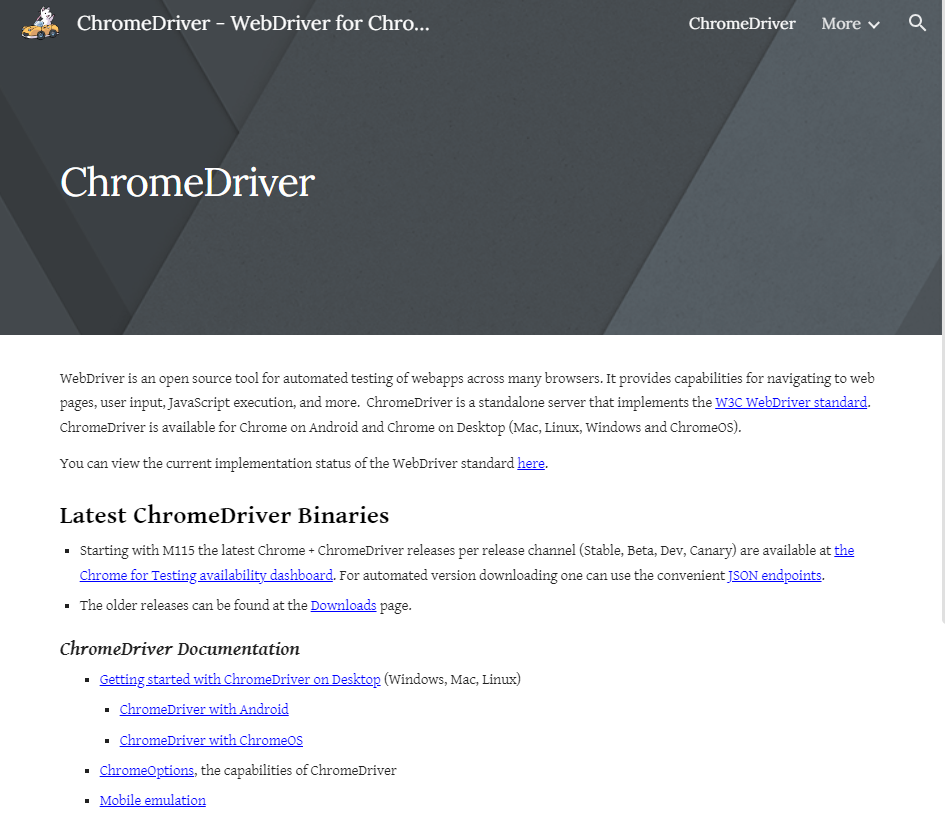 ChromeDriver - WebDriver for Chro...
ChromeDriver
More
ChromeDriver
WebDriver is an open source tool for automated testing of webapps across many browsers. It provides capabilities for navigating to web
pages, user input, JavaScript execution, and more.  ChromeDriver is a standalone server that implements the W3C WebDriver standard.
ChromeDriver is available for Chrome on Android and Chrome on Desktop (Mac, Linux, Windows and ChromeOS).
You can view the current implementation status of the WebDriver standard here.
Latest ChromeDriver Binaries
▪ Starting with M115 the latest Chrome + ChromeDriver releases per release channel (Stable, Beta, Dev, Canary) are available at the
Chrome for Testing availability dashboard. For automated version downloading one can use the convenient JSON endpoints.
▪ The older releases can be found at the Downloads page.
ChromeDriver Documentation
▪ Getting started with ChromeDriver on Desktop (Windows, Mac, Linux)
▪ ChromeDriver with Android
▪ ChromeDriver with ChromeOS
▪ ChromeOptions, the capabilities of ChromeDriver
▪ Mobile emulation